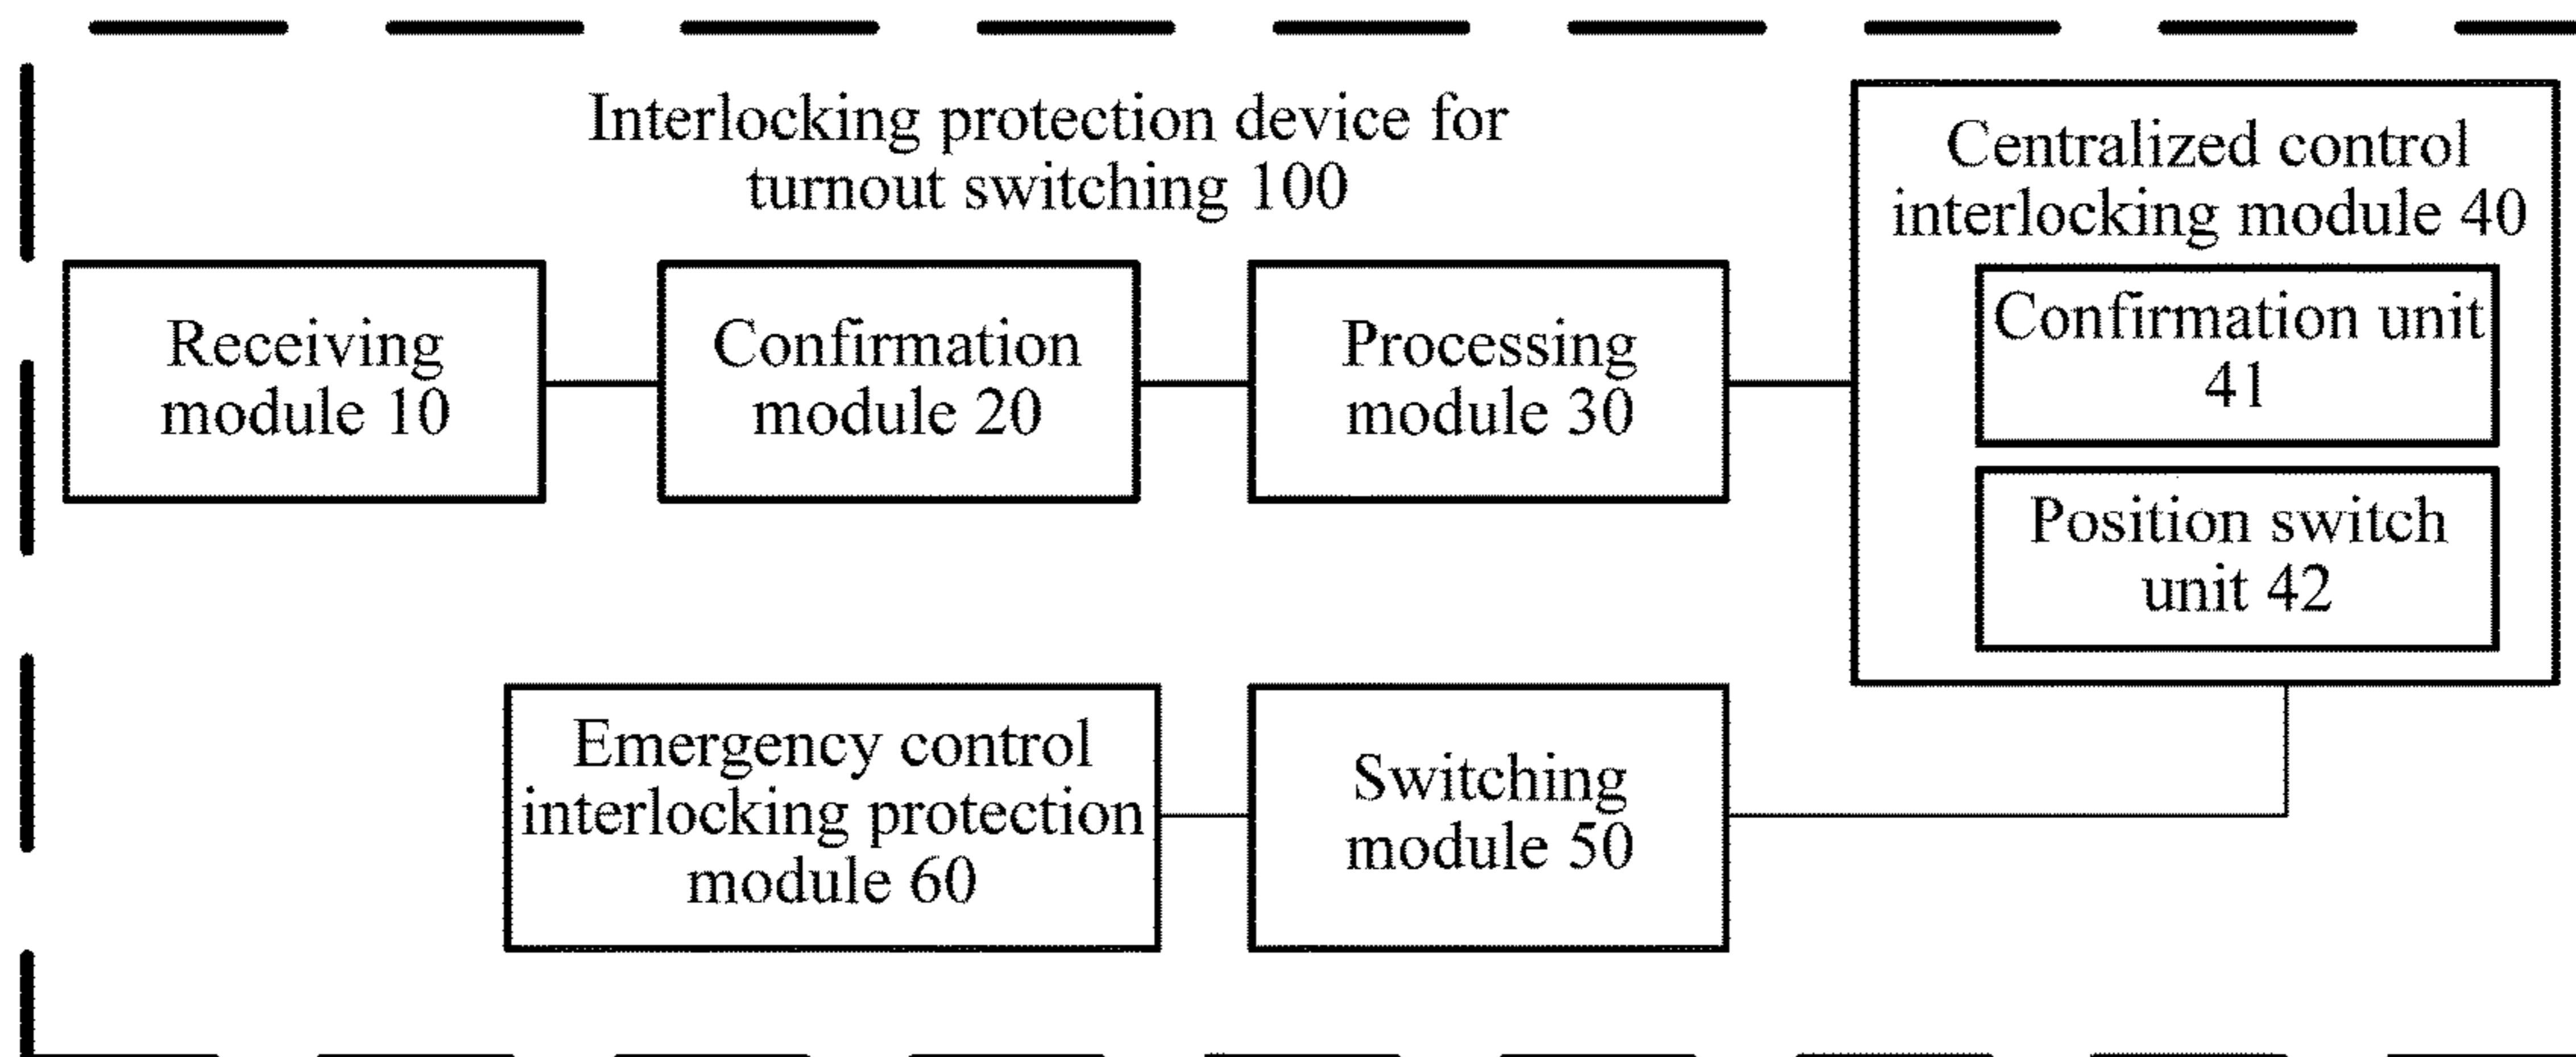 Interlocking protection device for
turnout switching 100
Receiving
module 10
Confirmation
module 20
Processing
module 30
Centralized control
interlocking module 40
Confirmation unit
41
Position switch
unit 42
Emergency control
interlocking protection
module 60
Switching
module 50